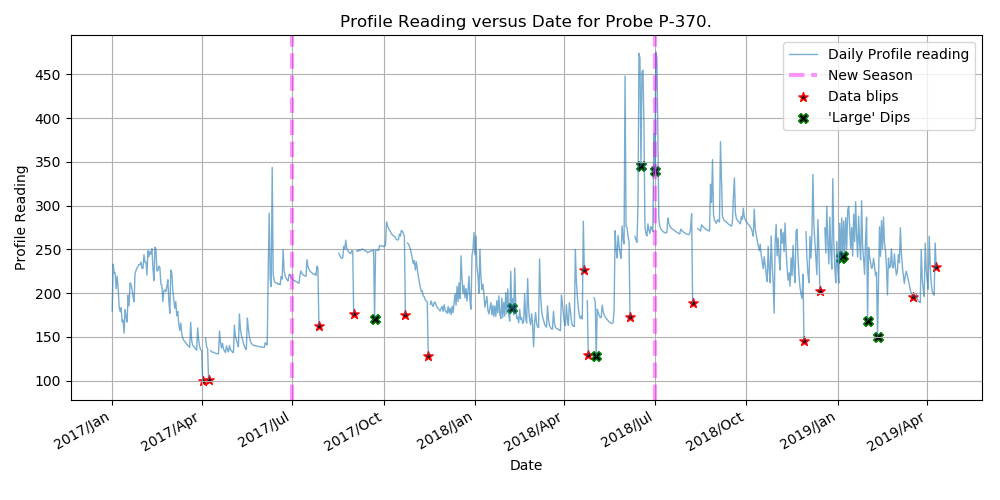 Profile Reading versus Date for Probe P-370.
Profile Reading
450
400
350
300
250
200
150
100
Daily Profile reading
New Season
Data blips
'Large' Dips
2017/Jan
2017/Apr
2017/Jul
2017/Oct
2018/Jan
2018/Apr
2018/Jul
2018/Oct
2019/Jan
2019/Apr
Date